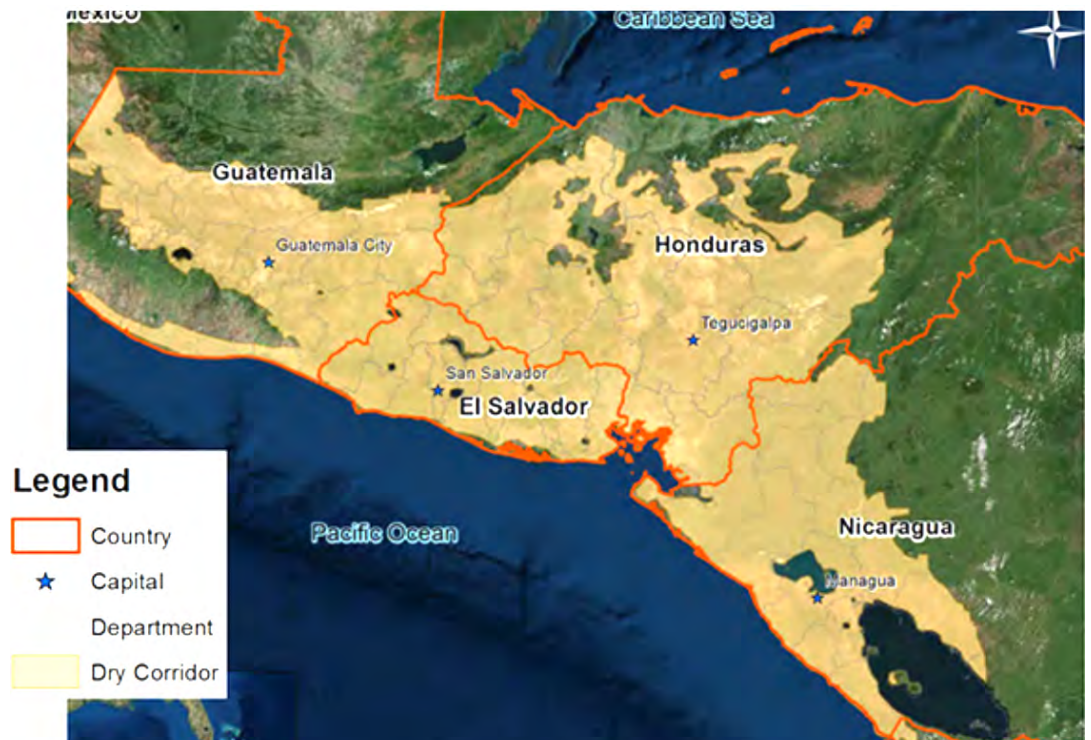 Mexico
Caribbean Sea
Guatemala
Guatemala City
Honduras
Tegucigalpa
San Salvador
El Salvador
Legend
Country
Pacific Ocean
Nicaragua
Capital
Managua
Department
Dry Corridor